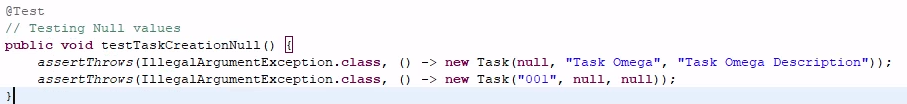 @Test
// Testing Null values
public void testTaskCreationNull() {
    assertThrows(IllegalArgumentException.class, () -> new Task(null, "Task Omega", "Task Omega Description"));
    assertThrows(IllegalArgumentException.class, () -> new Task("001", null, null));
}